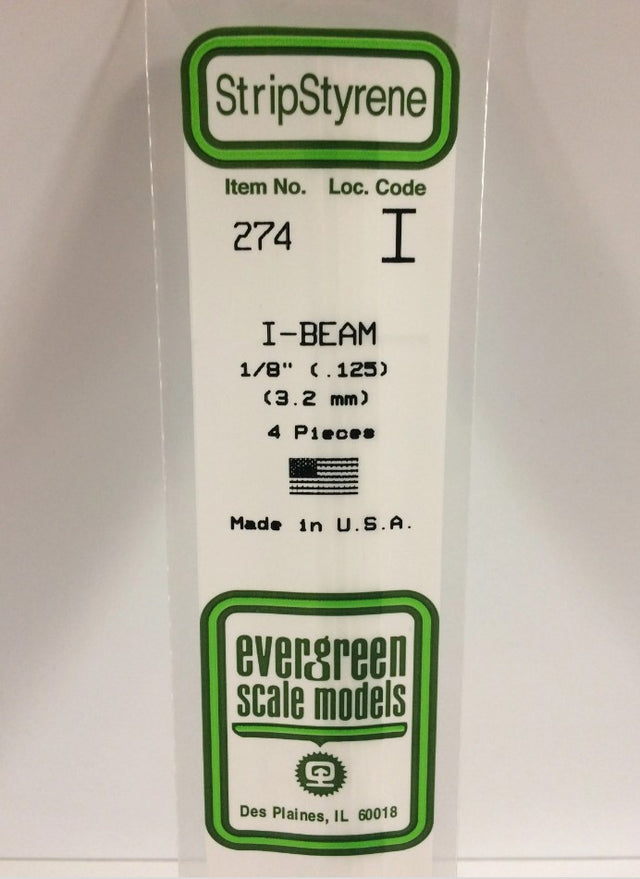 StripStyrene
Item No. Loc. Code
274 I
I-BEAM
1/8" (.125)
(3.2 mm)
4 Pieces
Made in U.S.A.
evergreen
scale models
Des Plaines, IL 60018